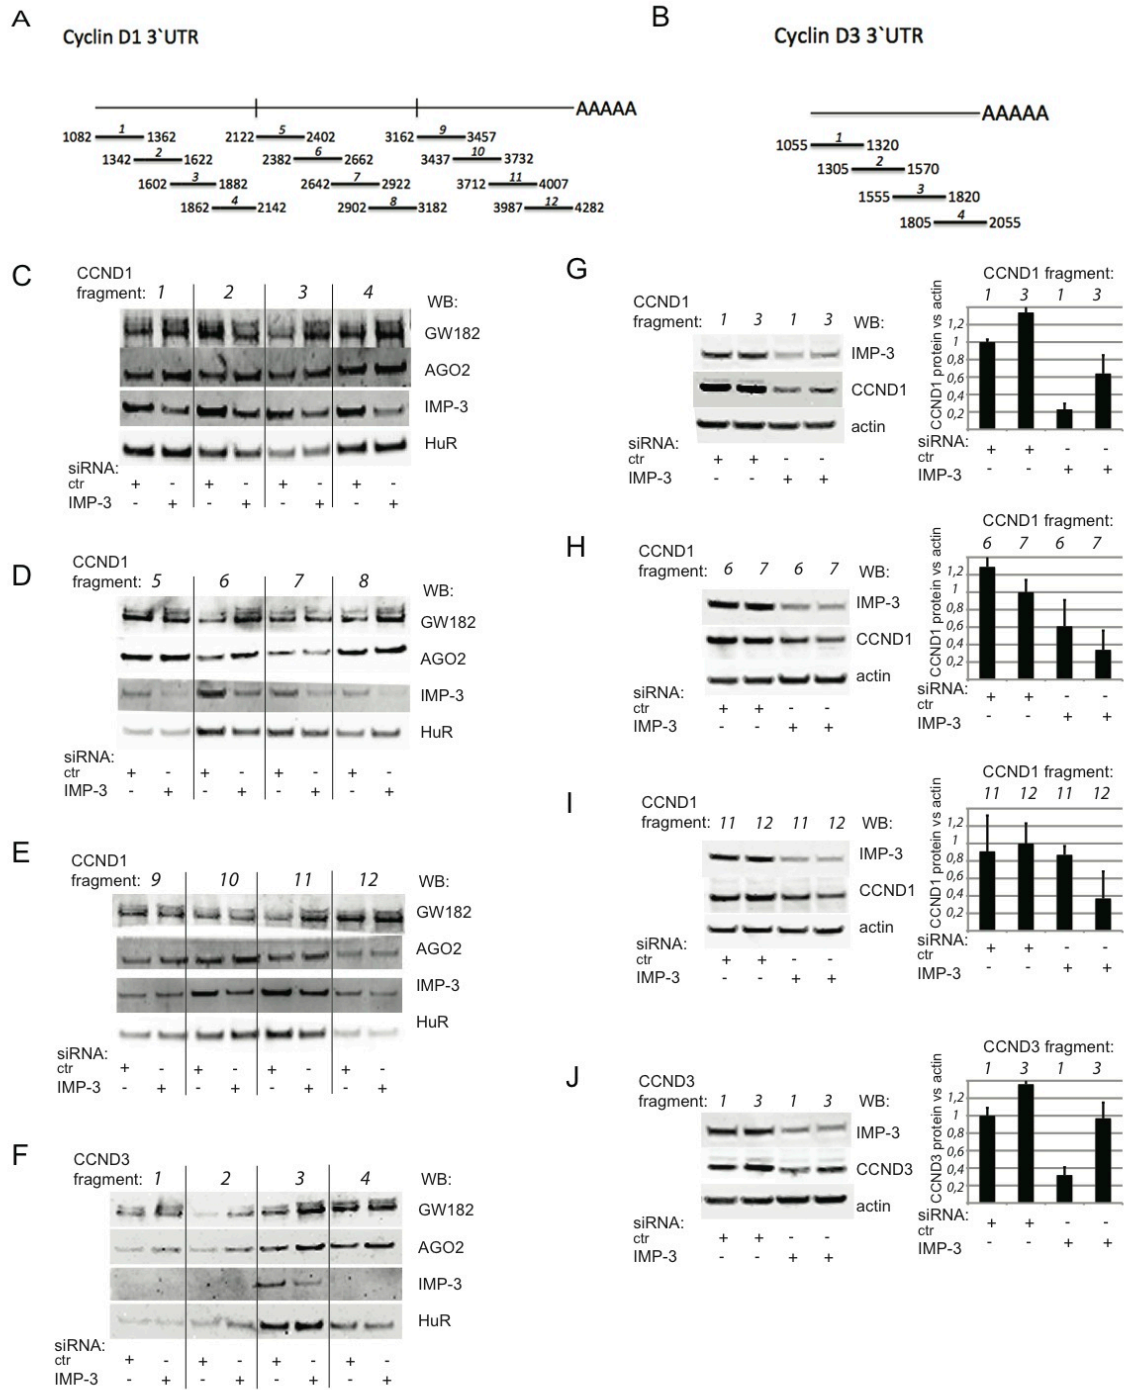 A
Cyclin D1 3`UTR
AAAAA
1082 1 1362 2122 5 2402 3162 9 3457
1342 2 1622 2382 6 2662 3437 10 3732
1602 3 1882 2642 7 2922 3712 11 4007
1862 4 2142 2902 8 3182 3987 12 4282
B
Cyclin D3 3`UTR
AAAAA
1055 1 1320
1305 2 1570
1555 3 1820
1805 4 2055
C
CCND1
fragment: 1 2 3 4 WB:
GW182
AGO2
IMP-3
HuR
siRNA:
ctr + - + - + - + -
IMP-3 - + - + - + - +
D
CCND1
fragment: 5 6 7 8 WB:
GW182
AGO2
IMP-3
HuR
siRNA:
ctr + - + - + - + -
IMP-3 - + - + - + - +
E
CCND1
fragment: 9 10 11 12 WB:
GW182
AGO2
IMP-3
HuR
siRNA:
ctr + - + - + - + -
IMP-3 - + - + - + - +
F
CCND3
fragment: 1 2 3 4 WB:
GW182
AGO2
IMP-3
HuR
siRNA:
ctr + - + - + - + -
IMP-3 - + - + - + - +
G
CCND1
fragment: 1 3 1 3 WB:
IMP-3
CCND1
actin
siRNA:
ctr + + - -
IMP-3 - - + +
CCND1 fragment:
1 3 1 3
CCND1 protein vs actin
1,2
1
0,8
0,6
0,4
0,2
siRNA:
ctr + + - -
IMP-3 - - + +
H
CCND1
fragment: 6 7 6 7 WB:
IMP-3
CCND1
actin
siRNA:
ctr + + - -
IMP-3 - - + +
CCND1 fragment:
6 7 6 7
CCND1 protein vs actin
1,2
1
0,8
0,6
0,4
0,2
siRNA:
ctr + + - -
IMP-3 - - + +
I
CCND1
fragment: 11 12 11 12 WB:
IMP-3
CCND1
actin
siRNA:
ctr + + - -
IMP-3 - - + +
CCND1 fragment:
11 12 11 12
CCND1 protein vs actin
1,2
1
0,8
0,6
0,4
0,2
siRNA:
ctr + + - -
IMP-3 - - + +
J
CCND3
fragment: 1 3 1 3 WB:
IMP-3
CCND3
actin
siRNA:
ctr + + - -
IMP-3 - - + +
CCND3 fragment:
1 3 1 3
CCND3 protein vs actin
1,2
1
0,8
0,6
0,4
0,2
siRNA:
ctr + + - -
IMP-3 - - + +